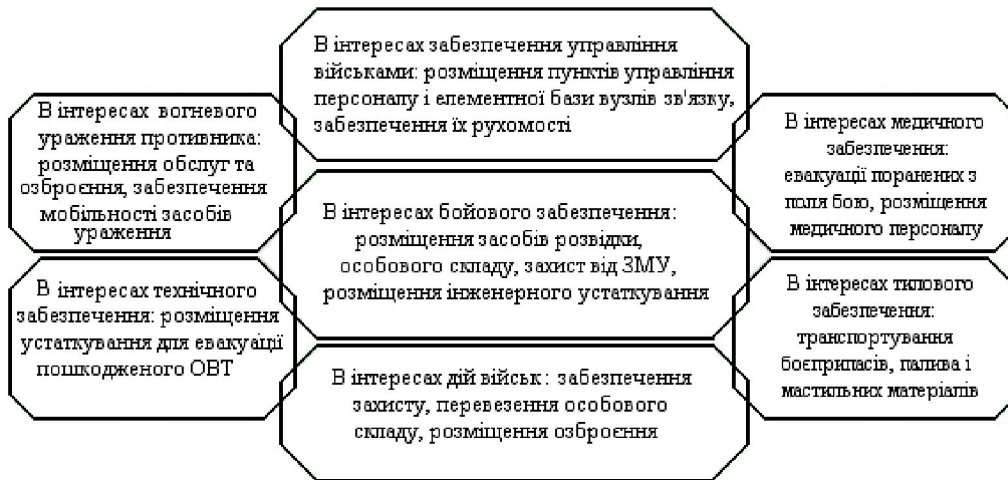 В інтересах забезпечення управління
військами: розміщення пунктів управління
персоналу і елементної бази вузлів зв'язку,
забезпечення їх рухомості
В інтересах вогневого
ураження противника:
розміщення обслуг та
озброєння, забезпечення
мобільності засобів
ураження
В інтересах медичного
забезпечення:
евакуації поранених з
поля бою, розміщення
медичного персоналу
В інтересах бойового забезпечення:
розміщення засобів розвідки,
особового складу, захист від ЗМУ,
розміщення інженерного устаткування
В інтересах технічного
забезпечення: розміщення
устаткування для евакуації
пошкодженого ОВТ
В інтересах тилового
забезпечення:
транспортування
боєприпасів, палива і
мастильних матеріалів
В інтересах дій військ: забезпечення
захисту, перевезення особового
складу, розміщення озброєння